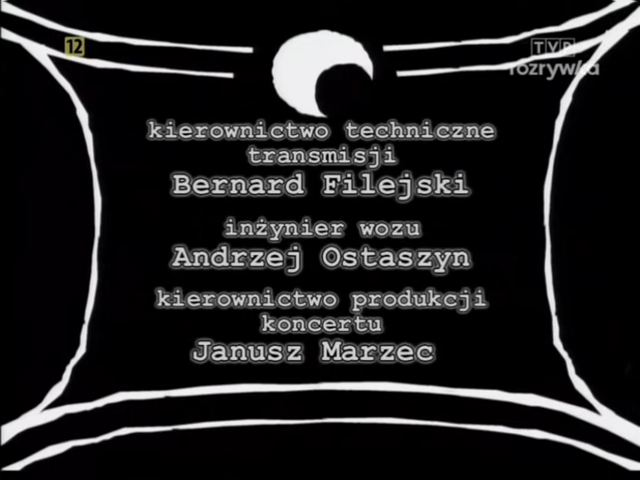 12
TVP
rozrywka
kierownictwo techniczne
transmisji
Bernard Filejski
inżynier wozu
Andrzej Ostaszyn
kierownictwo produkcji
koncertu
Janusz Marzec